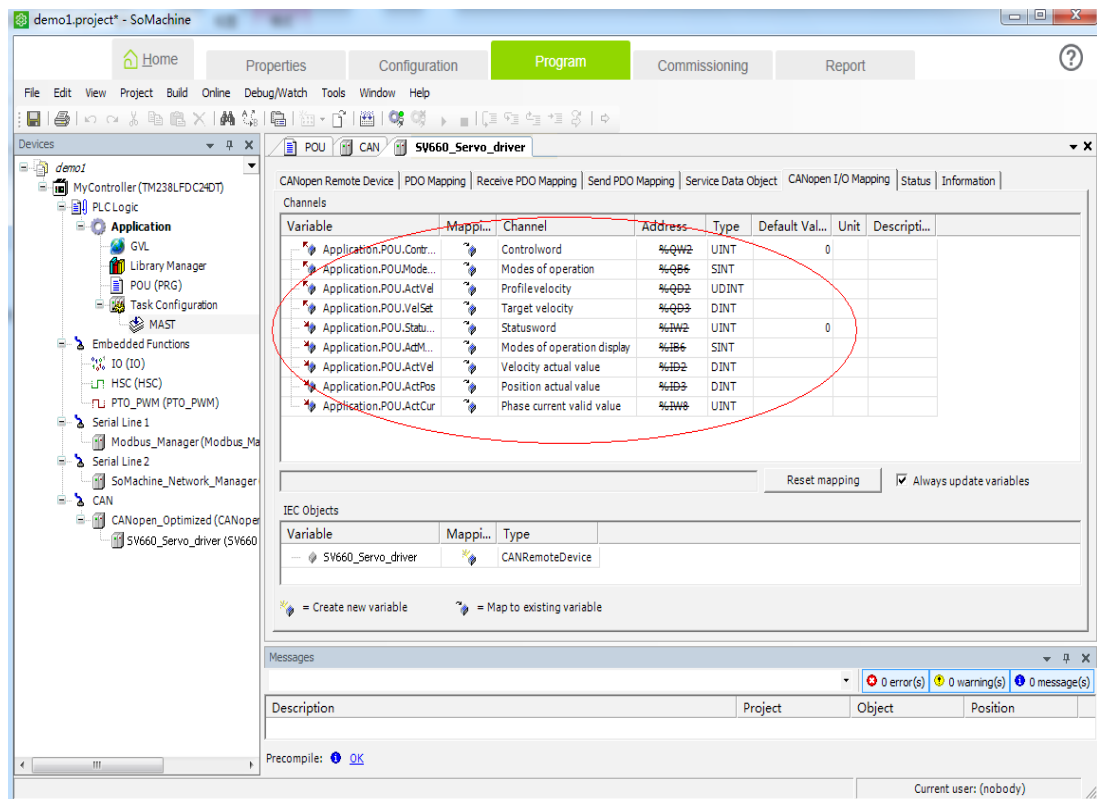 demo1.project* - SoMachine
Home Properties Configuration Program Commissioning Report
File Edit View Project Build Online Debug/Watch Tools Window Help
Devices
demo1
MyController (TM238LFDC24DT)
PLC Logic
Application
GVL
Library Manager
POU (PRG)
Task Configuration
MAST
Embedded Functions
IO (IO)
HSC (HSC)
PTO_PWM (PTO_PWM)
Serial Line 1
Modbus_Manager (Modbus_Ma
Serial Line 2
SoMachine_Network_Manager
CAN
CANopen_Optimized (CANopen
SV660_Servo_driver (SV660
POU CAN SV660_Servo_driver
CANopen Remote Device PDO Mapping Receive PDO Mapping Send PDO Mapping Service Data Object CANopen I/O Mapping Status Information
Channels
Variable Mappi... Channel Address Type Default Val... Unit Descripti...
Application.POU.Contr... Controlword %QW2 UINT 0
Application.POU.Mode... Modes of operation %QB6 SINT
Application.POU.ActVel Profilevelocity %QD2 UDINT
Application.POU.VelSet Target velocity %QD3 DINT
Application.POU.Statu... Statusword %IW2 UINT 0
Application.POU.ActM... Modes of operation display %IB6 SINT
Application.POU.ActVel Velocity actual value %ID2 DINT
Application.POU.ActPos Position actual value %ID3 DINT
Application.POU.ActCur Phase current valid value %IW8 UINT
Reset mapping Always update variables
IEC Objects
Variable Mappi... Type
SV660_Servo_driver CANRemoteDevice
= Create new variable = Map to existing variable
Messages
0 error(s) 0 warning(s) 0 message(s)
Description Project Object Position
Precompile: OK
Current user: (nobody)